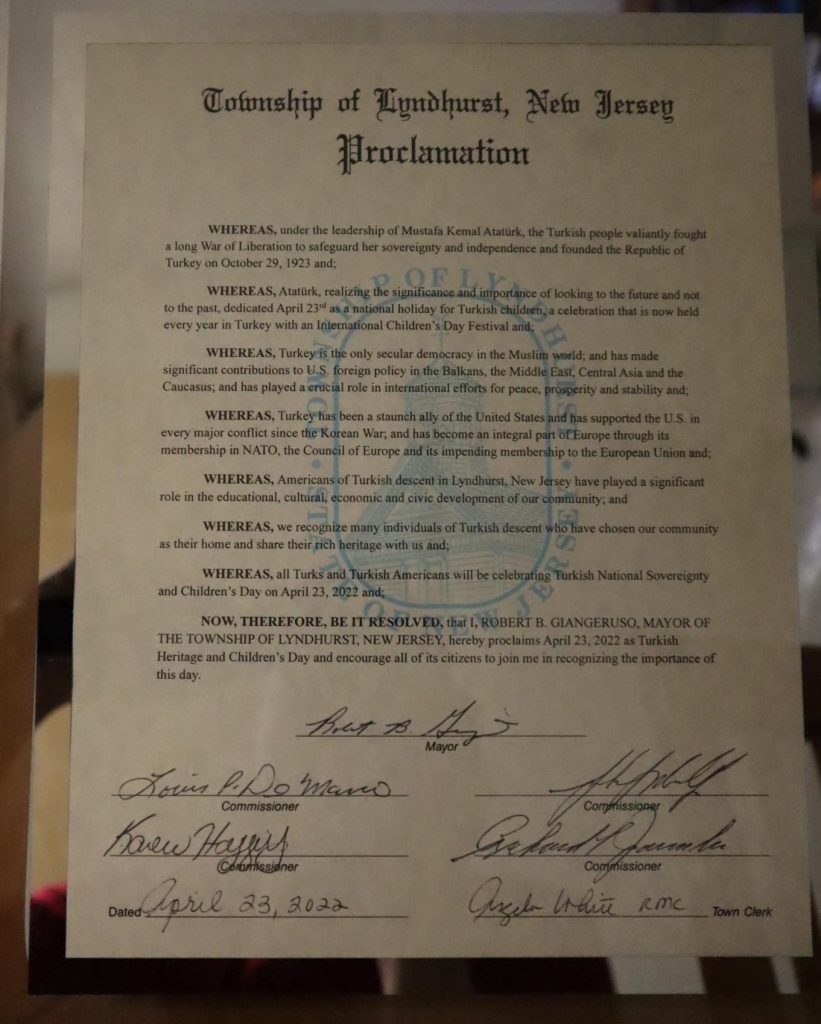 Township of Lyndhurst, New Jersey
Proclamation
WHEREAS, under the leadership of Mustafa Kemal Atatürk, the Turkish people valiantly fought
a long War of Liberation to safeguard her sovereignty and independence and founded the Republic of
Turkey on October 29, 1923 and;
WHEREAS, Atatürk, realizing the significance and importance of looking to the future and not
to the past, dedicated April 23rd as a national holiday for Turkish children, a celebration that is now held
every year in Turkey with an International Children's Day Festival and;
WHEREAS, Turkey is the only secular democracy in the Muslim world; and has made
significant contributions to U.S. foreign policy in the Balkans, the Middle East, Central Asia and the
Caucasus; and has played a crucial role in international efforts for peace, prosperity and stability and;
WHEREAS, Turkey has been a staunch ally of the United States and has supported the U.S. in
every major conflict since the Korean War; and has become an integral part of Europe through its
membership in NATO, the Council of Europe and its impending membership to the European Union and;
WHEREAS, Americans of Turkish descent in Lyndhurst, New Jersey have played a significant
role in the educational, cultural, economic and civic development of our community; and
WHEREAS, we recognize many individuals of Turkish descent who have chosen our community
as their home and share their rich heritage with us and;
WHEREAS, all Turks and Turkish Americans will be celebrating Turkish National Sovereignty
and Children's Day on April 23, 2022 and;
NOW, THEREFORE, BE IT RESOLVED, that I, ROBERT B. GIANGERUSO, MAYOR OF
THE TOWNSHIP OF LYNDHURST, NEW JERSEY, hereby proclaims April 23, 2022 as Turkish
Heritage and Children's Day and encourage all of its citizens to join me in recognizing the importance of
this day.
Robert B.
Mayor
Louis P.
Commissioner
Commissioner
Karen
Commissioner
Richard
Commissioner
Dated April 23, 2022
Angela White RMC Town Clerk
TOWNSHIP OF LYNDHURST
STATE OF NEW JERSEY